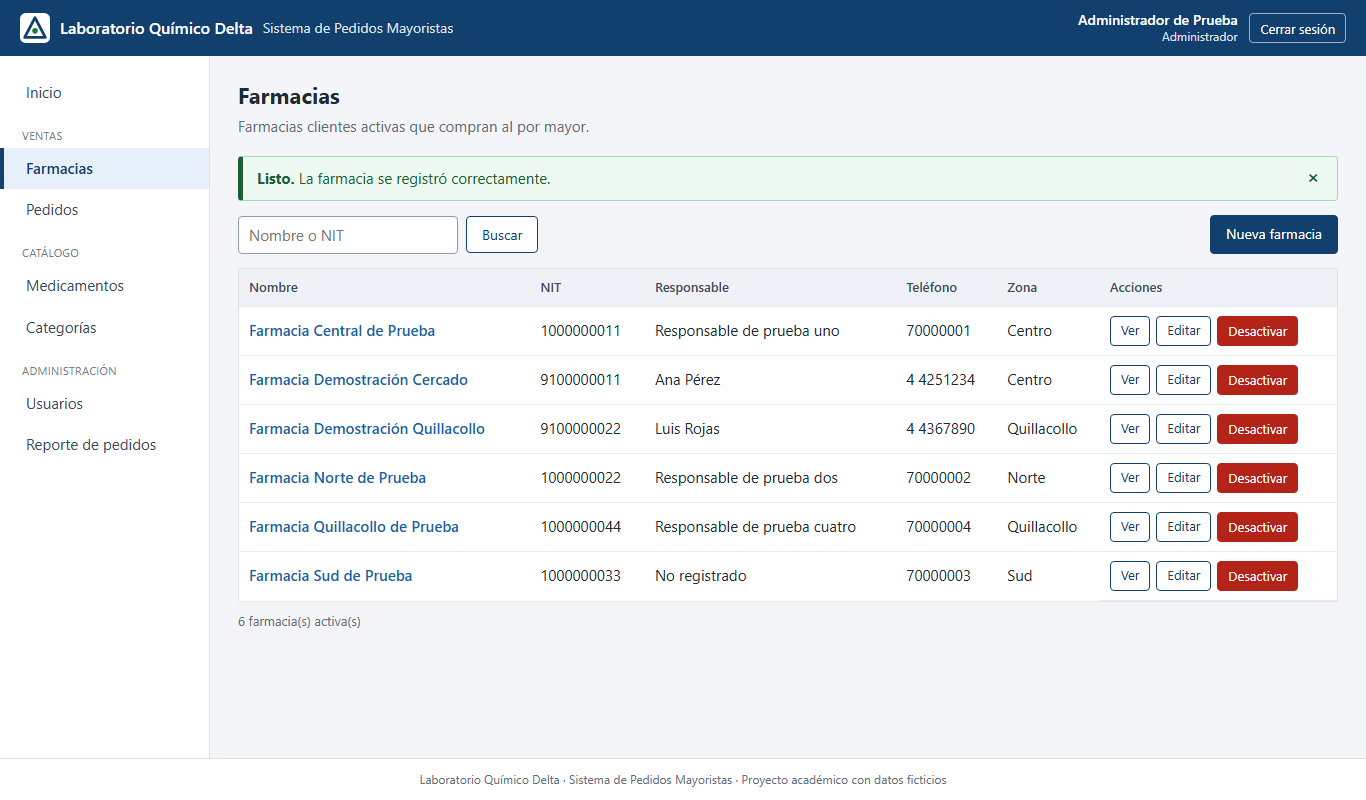 Laboratorio Químico Delta Sistema de Pedidos Mayoristas
Administrador de Prueba
Administrador
Cerrar sesión
Inicio
VENTAS
Farmacias
Pedidos
CATÁLOGO
Medicamentos
Categorías
ADMINISTRACIÓN
Usuarios
Reporte de pedidos
Farmacias
Farmacias clientes activas que compran al por mayor.
Listo. La farmacia se registró correctamente. ×
Nombre o NIT Buscar Nueva farmacia
Nombre NIT Responsable Teléfono Zona Acciones
Farmacia Central de Prueba 1000000011 Responsable de prueba uno 70000001 Centro Ver Editar Desactivar
Farmacia Demostración Cercado 9100000011 Ana Pérez 4 4251234 Centro Ver Editar Desactivar
Farmacia Demostración Quillacollo 9100000022 Luis Rojas 4 4367890 Quillacollo Ver Editar Desactivar
Farmacia Norte de Prueba 1000000022 Responsable de prueba dos 70000002 Norte Ver Editar Desactivar
Farmacia Quillacollo de Prueba 1000000044 Responsable de prueba cuatro 70000004 Quillacollo Ver Editar Desactivar
Farmacia Sud de Prueba 1000000033 No registrado 70000003 Sud Ver Editar Desactivar
6 farmacia(s) activa(s)
Laboratorio Químico Delta · Sistema de Pedidos Mayoristas · Proyecto académico con datos ficticios